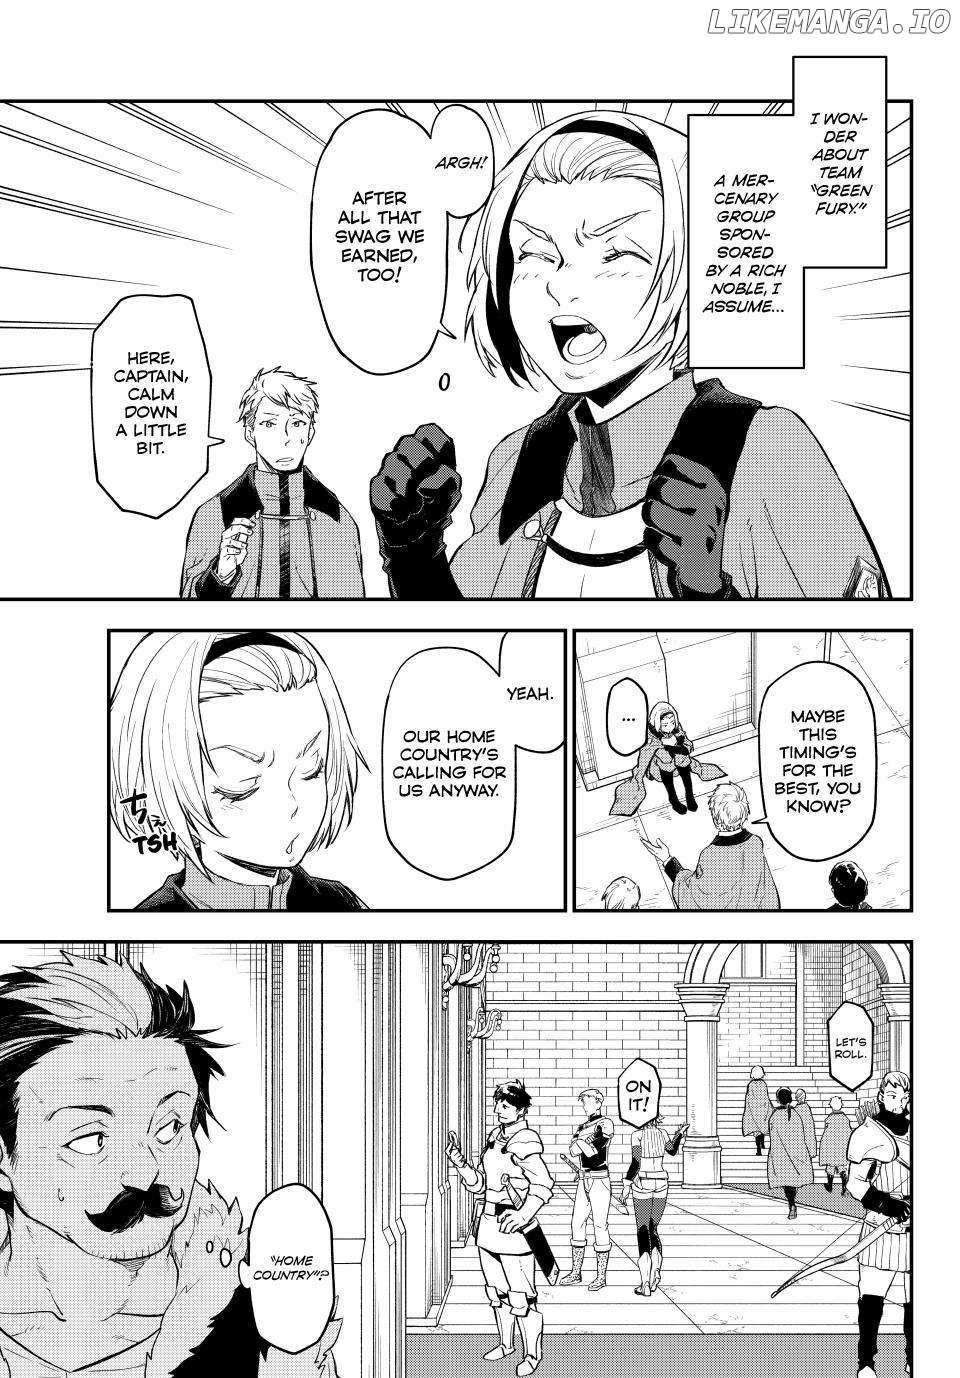 LIKEMANGA.IO
I WON-
DER
ABOUT
TEAM
"GREEN
FURY."
A MER-
CENARY
GROUP
SPON-
SORED
BY A RICH
NOBLE, I
ASSUME...
ARGH!
AFTER
ALL THAT
SWAG WE
EARNED,
TOO!
HERE,
CAPTAIN,
CALM
DOWN
A LITTLE
BIT.
MAYBE
THIS
TIMING'S
FOR THE
BEST, YOU
KNOW?
...
YEAH.
OUR HOME
COUNTRY'S
CALLING FOR
US ANYWAY.
ちぇ
TSH
LET'S
ROLL.
ON
IT!
"HOME
COUNTRY"?